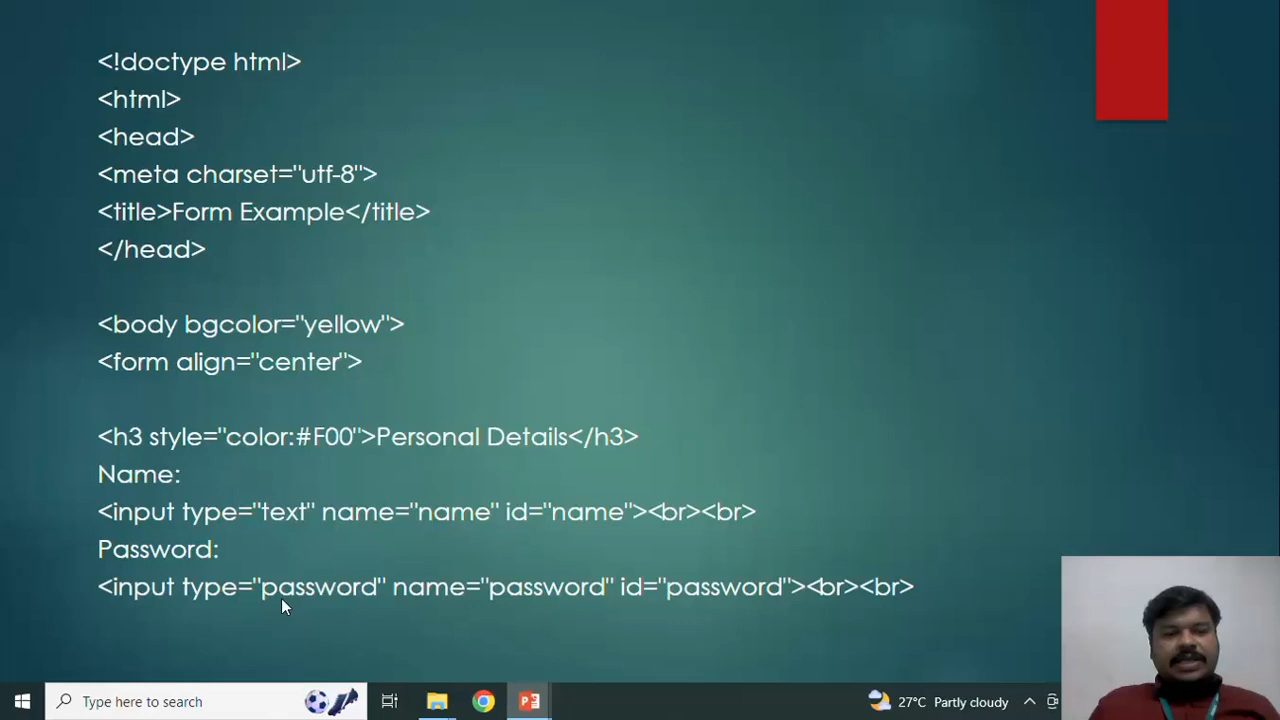 <!doctype html>
<html>
<head>
<meta charset="utf-8">
<title>Form Example</title>
</head>
<body bgcolor="yellow">
<form align="center">
<h3 style="color:#F00">Personal Details</h3>
Name:
<input type="text" name="name" id="name"><br><br>
Password:
<input type="password" name="password" id="password"><br><br>
Type here to search
27°C Partly cloudy